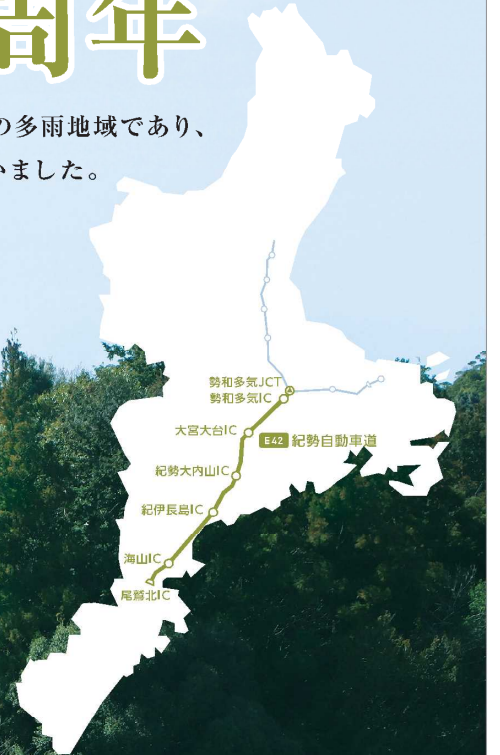 周年
の多雨地域であり、
いました。
勢和多気JCT
勢和多気IC
大宮大台IC
E42 紀勢自動車道
紀勢大内山IC
紀伊長島IC
海山IC
尾鷲北IC